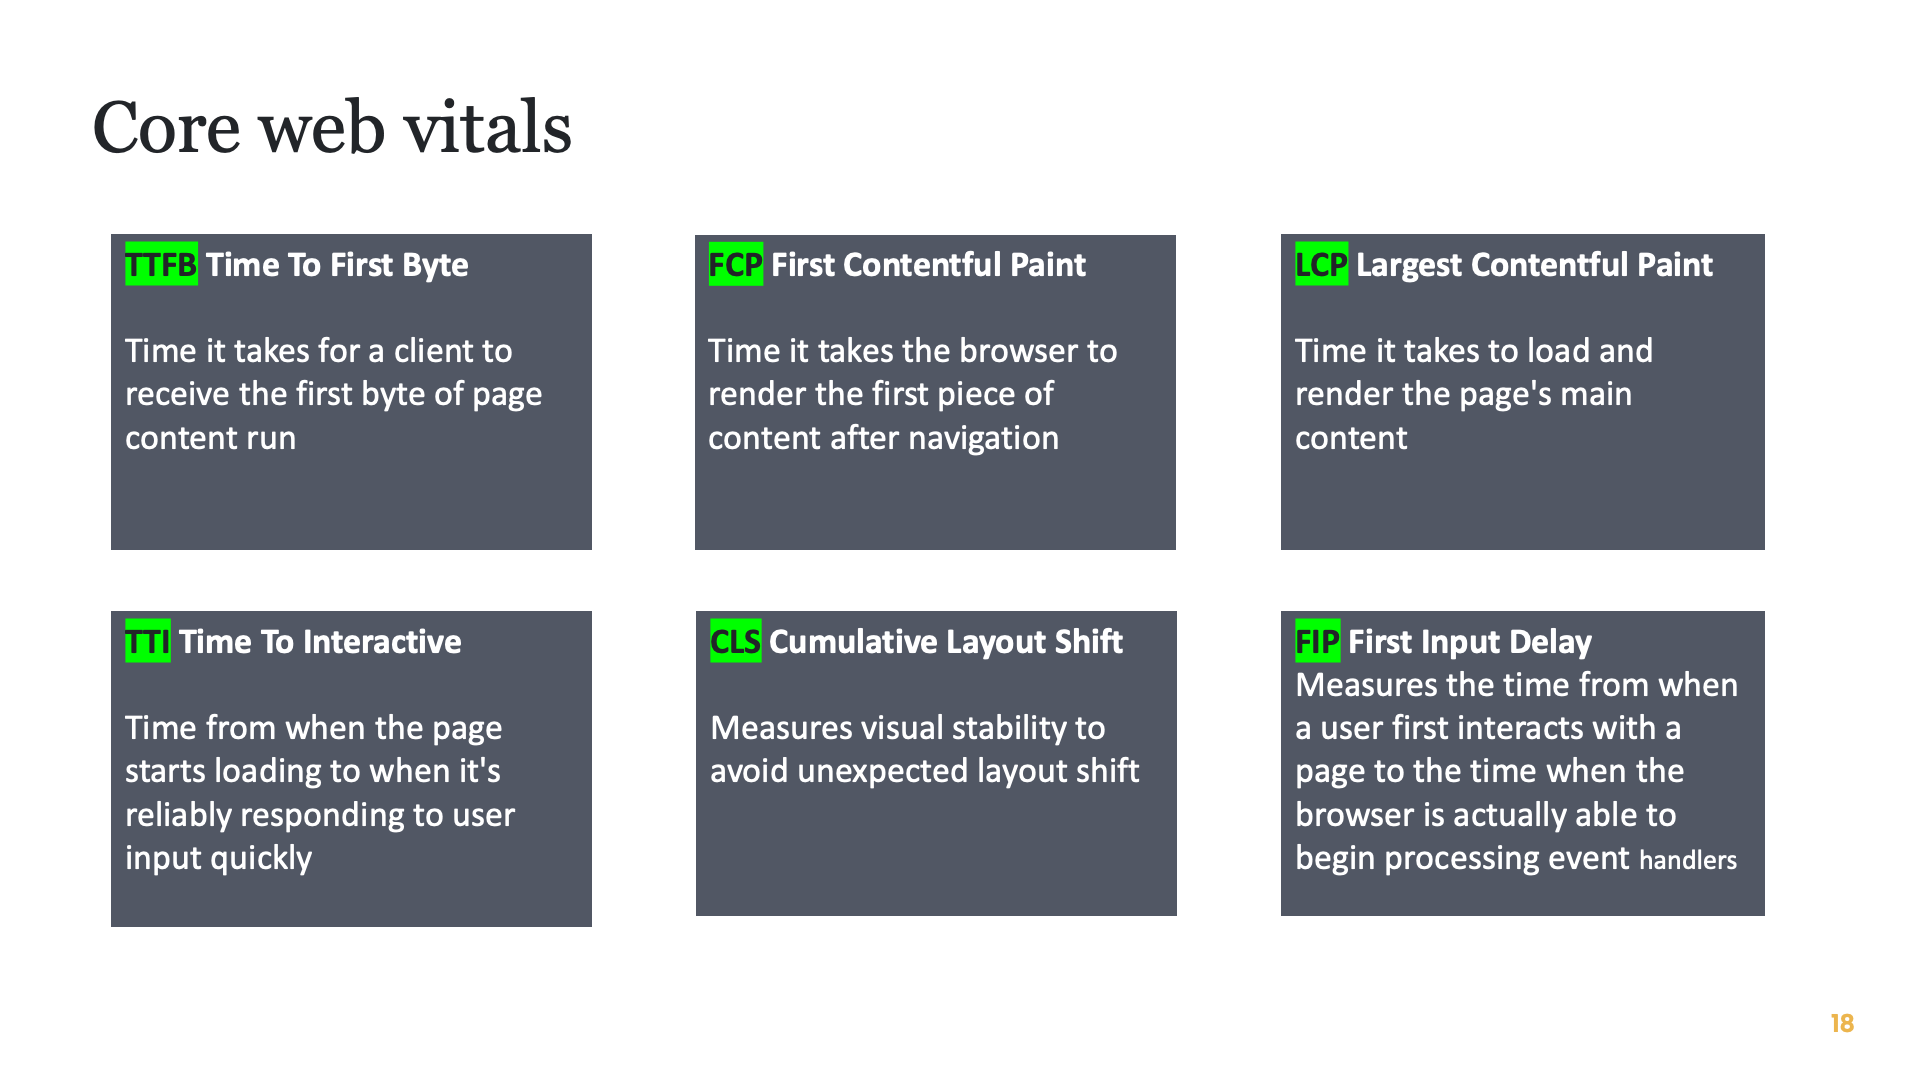 Core web vitals
TTFB Time To First Byte
Time it takes for a client to
receive the first byte of page
content run
FCP First Contentful Paint
Time it takes the browser to
render the first piece of
content after navigation
LCP Largest Contentful Paint
Time it takes to load and
render the page's main
content
TTI Time To Interactive
Time from when the page
starts loading to when it's
reliably responding to user
input quickly
CLS Cumulative Layout Shift
Measures visual stability to
avoid unexpected layout shift
FIP First Input Delay
Measures the time from when
a user first interacts with a
page to the time when the
browser is actually able to
begin processing event handlers
18